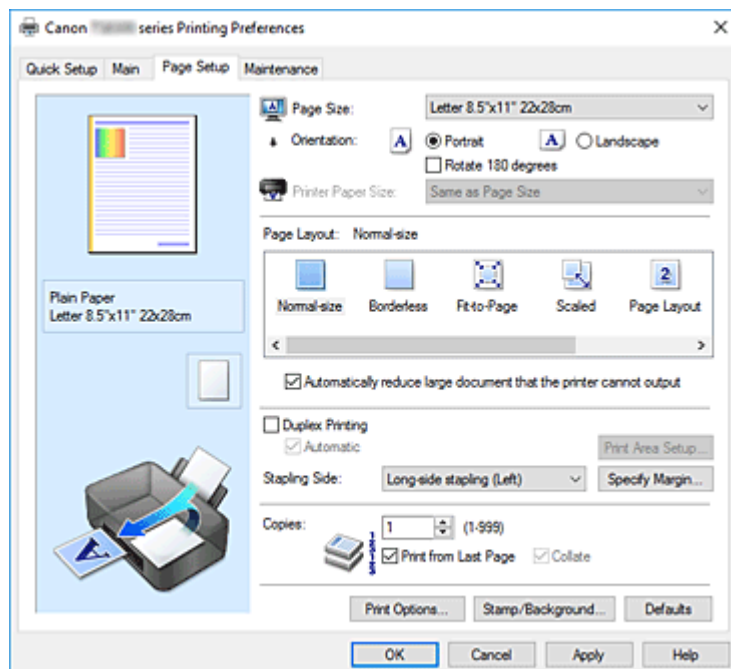 Canon series Printing Preferences
Quick Setup Main Page Setup Maintenance
Page Size: Letter 8.5"x11" 22x28cm
Orientation: A Portrait A Landscape
Rotate 180 degrees
Printer Paper Size: Same as Page Size
Page Layout: Normal-size
2
Normal-size Borderless Fit-to-Page Scaled Page Layout
Plain Paper
Letter 8.5"x11" 22x28cm
Automatically reduce large document that the printer cannot output
Duplex Printing
Automatic Print Area Setup...
Stapling Side: Long-side stapling (Left) Specify Margin...
Copies: 1 (1-999)
Print from Last Page Collate
A
Print Options... Stamp/Background... Defaults
OK Cancel Apply Help